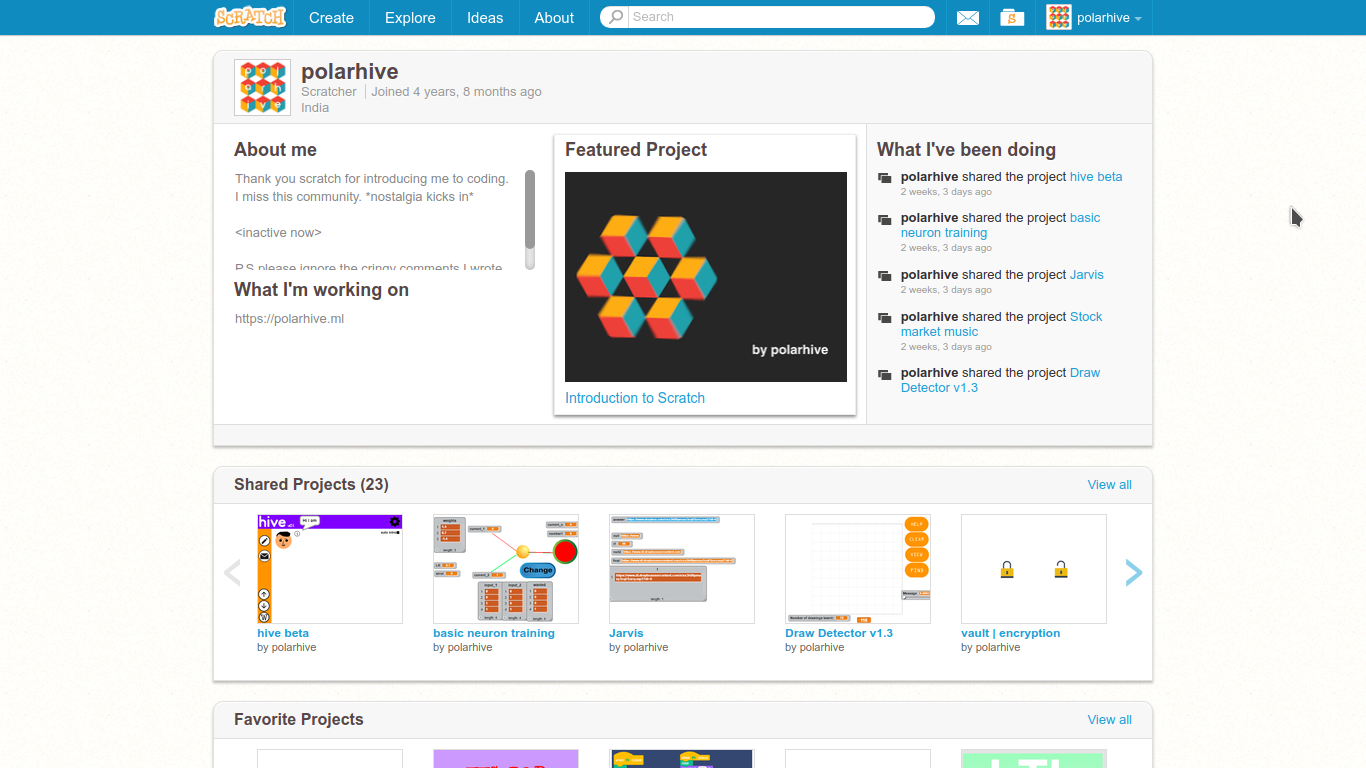 SCRATCH
Create
Explore
Ideas
About
Search
S
polarhive
polarhive
Scratcher
Joined 4 years, 8 months ago
India
About me
Thank you scratch for introducing me to coding.
I miss this community. *nostalgia kicks in*
<inactive now>
P.S please ignore the cringy comments I wrote
What I'm working on
https://polarhive.ml
Featured Project
by polarhive
Introduction to Scratch
What I've been doing
polarhive shared the project hive beta
2 weeks, 3 days ago
polarhive shared the project basic
neuron training
2 weeks, 3 days ago
polarhive shared the project Jarvis
2 weeks, 3 days ago
polarhive shared the project Stock
market music
2 weeks, 3 days ago
polarhive shared the project Draw
Detector v1.3
Shared Projects (23)
View all
hive
Hi I am
weights
Change
HELP
CLEAR
VIEW
FIND
hive beta
by polarhive
basic neuron training
by polarhive
Jarvis
by polarhive
Draw Detector v1.3
by polarhive
vault | encryption
by polarhive
Favorite Projects
View all